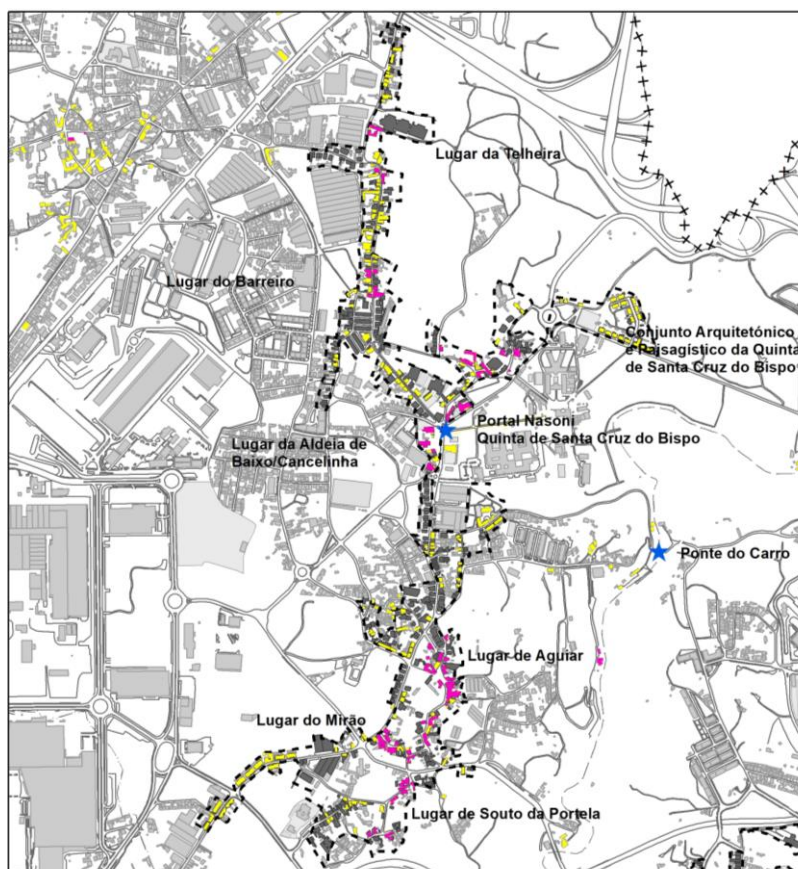 Lugar da Telheira
Lugar do Barreiro
Conjunto Arquitetónico
e Paisagístico da Quinta
de Santa Cruz do Bispo
Portal Nasoni
Quinta de Santa Cruz do Bispo
Lugar da Aldeia de
Baixo/Cancelinha
Ponte do Carro
Lugar de Aguiar
Lugar do Mirão
Lugar de Souto da Portela